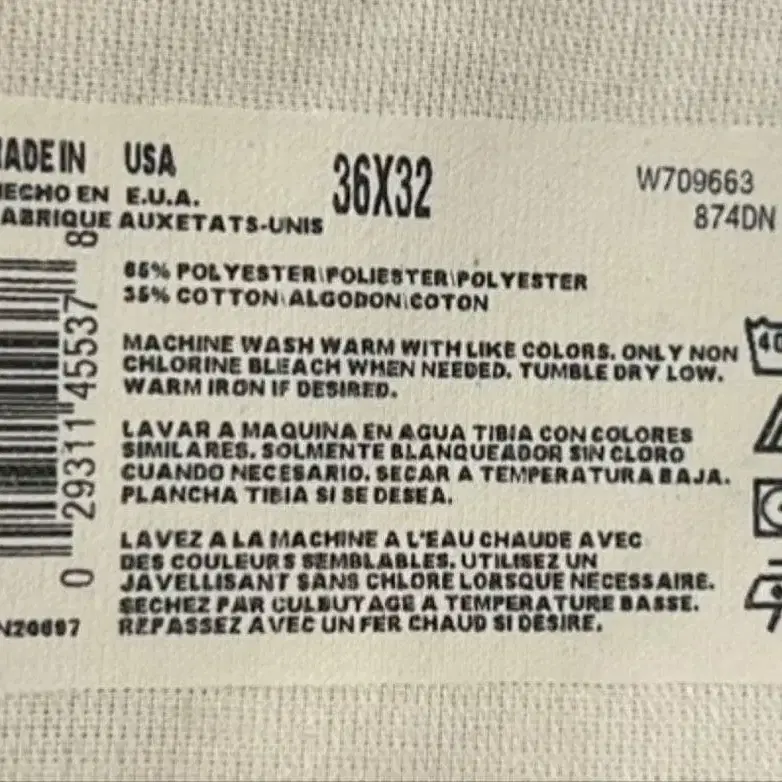 MADE IN USA
HECHO EN E.U.A.
FABRIQUE AUXETATS-UNIS
36X32
W709663
874DN
65% POLYESTER\POLIESTER\POLYESTER
35% COTTON\ALGODON\COTON
MACHINE WASH WARM WITH LIKE COLORS. ONLY NON
CHLORINE BLEACH WHEN NEEDED. TUMBLE DRY LOW.
WARM IRON IF DESIRED.
LAVAR A MAQUINA EN AGUA TIBIA CON COLORES
SIMILARES. SOLMENTE BLANQUEADOR SIN CLORO
CUANDO NECESARIO. SECAR A TEMPERATURA BAJA.
PLANCHA TIBIA SI SE DESEA.
LAVEZ A LA MACHINE A L'EAU CHAUDE AVEC
DES COULEURS SEMBLABLES. UTILISEZ UN
JAVELLISANT SANS CHLORE LORSQUE NECESSAIRE.
SECHEZ PAR CULBUTAGE A TEMPERATURE BASSE.
REPASSEZ AVEC UN FER CHAUD SI DESIRE.
0 29311 45537 8
40